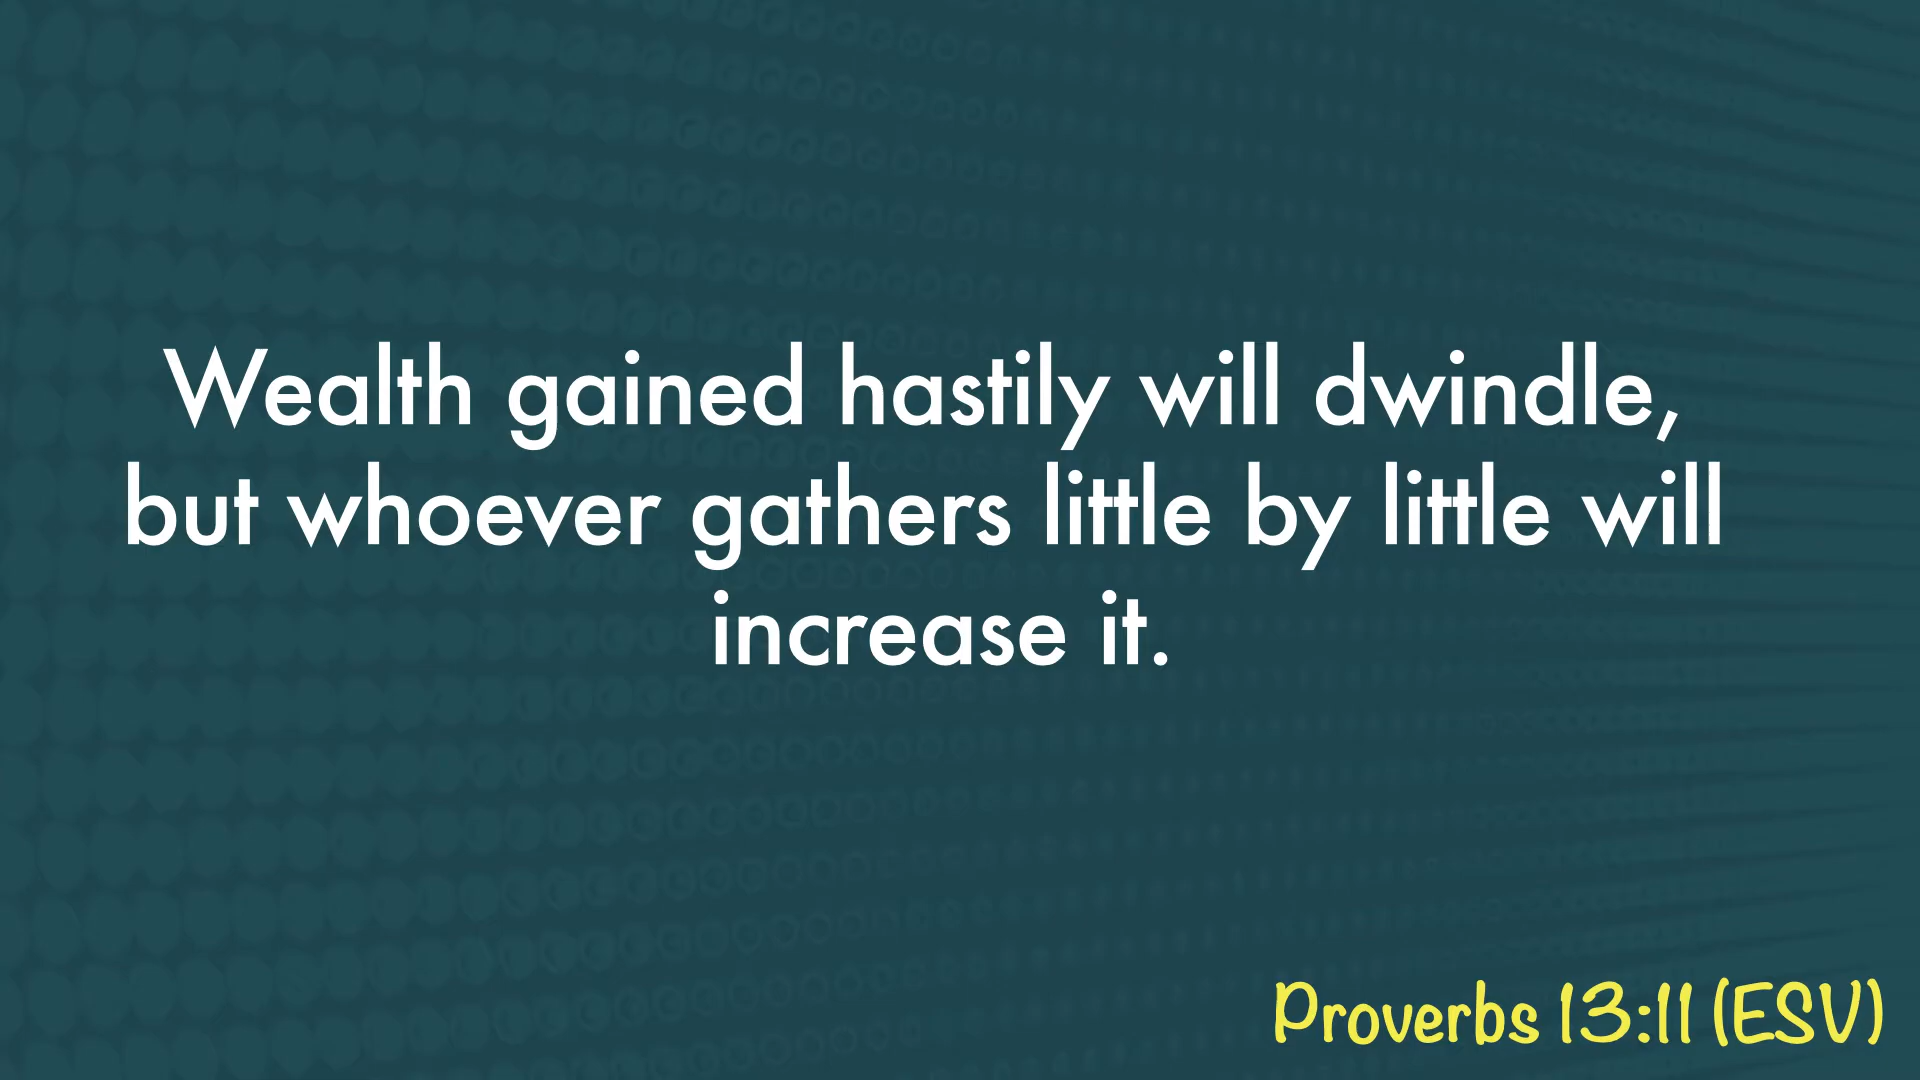 Wealth gained hastily will dwindle,
but whoever gathers little by little will
increase it.
Proverbs 13:11 (ESV)